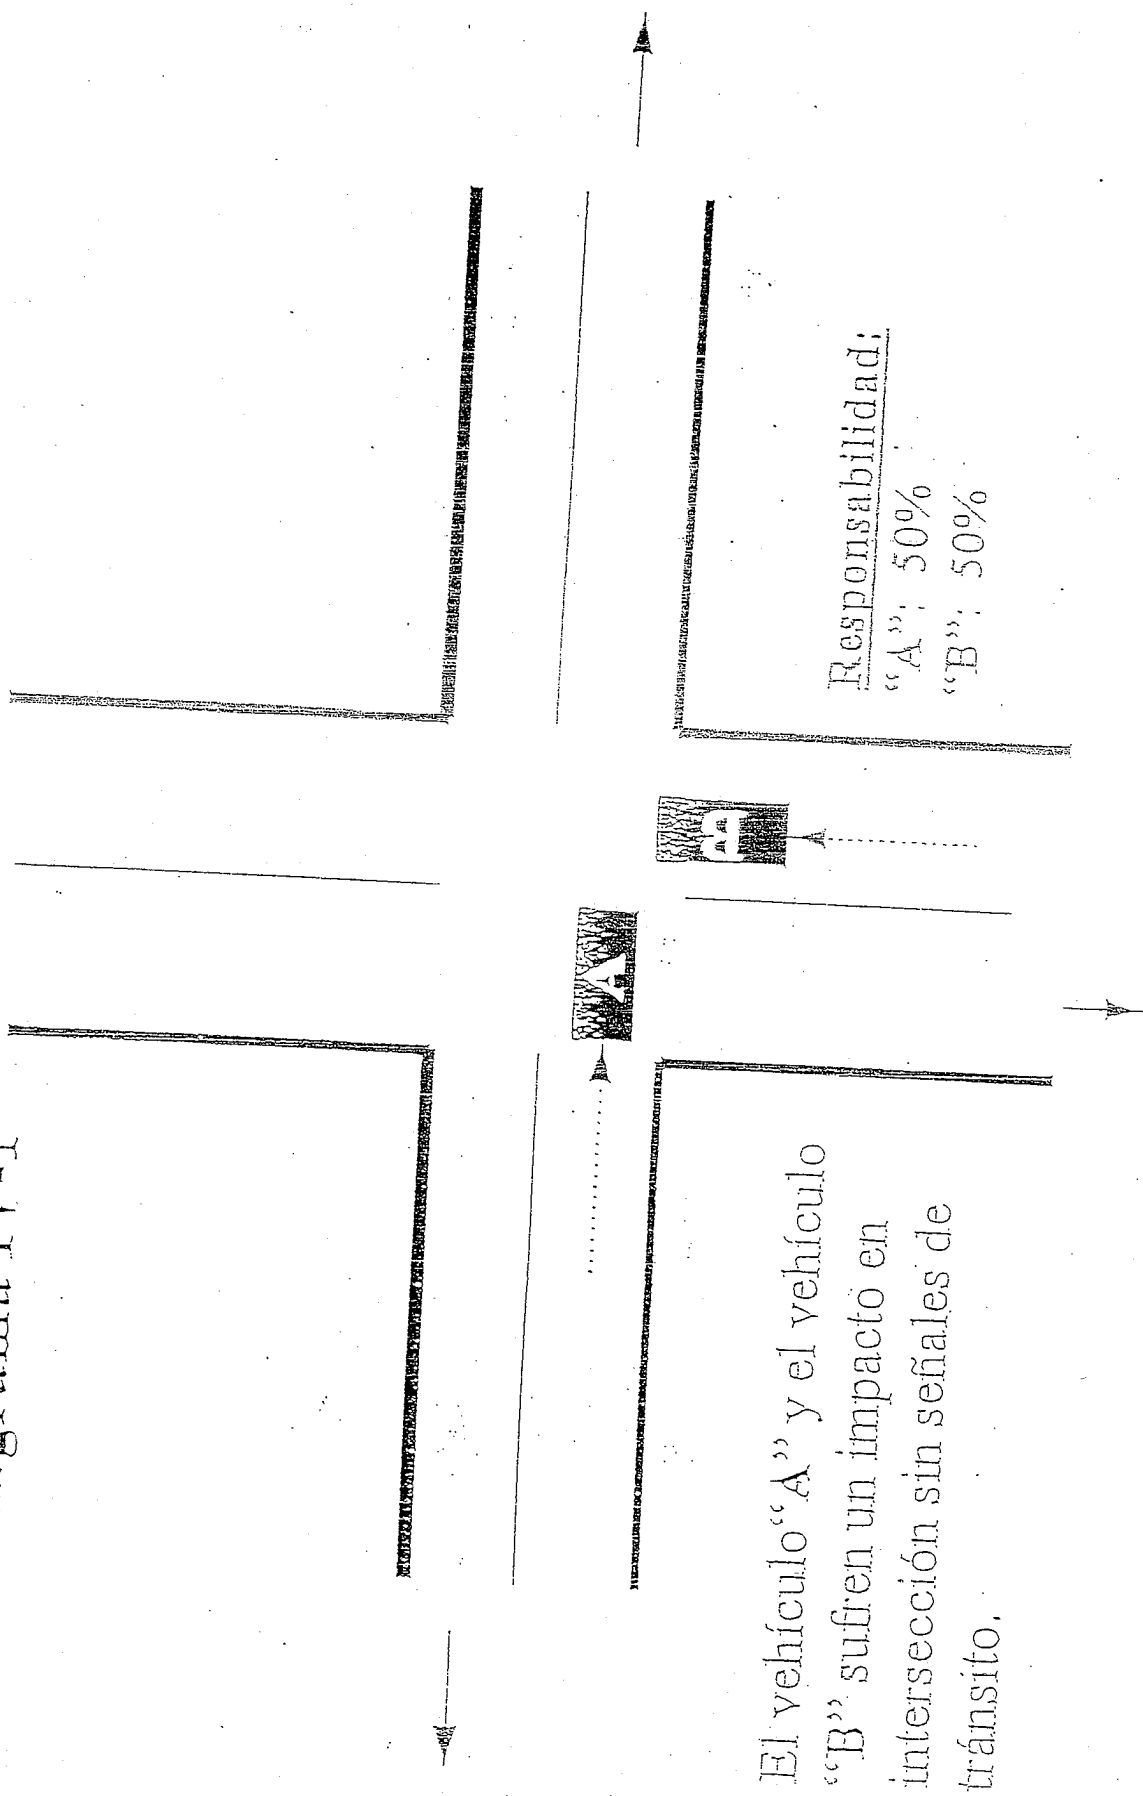 A
B
El vehículo “A” y el vehículo
“B” sufren un impacto en
intersección sin señales de
tránsito.
Responsabilidad:
“A”: 50%
“B”: 50%